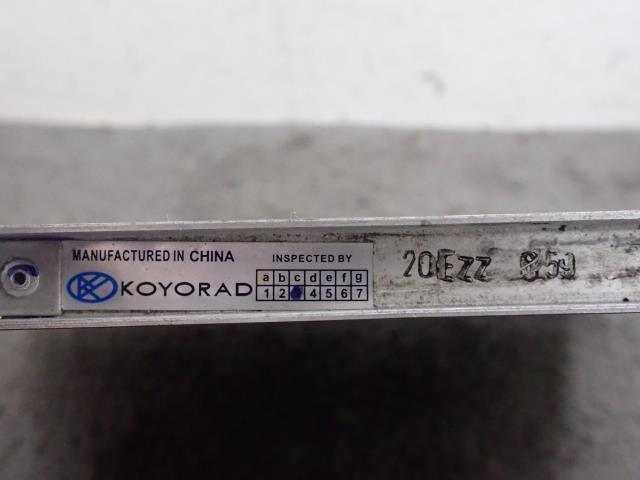 MANUFACTURED IN CHINA
KOYORAD
INSPECTED BY
a b c d e f g
1 2 4 5 6 7
20EZZ